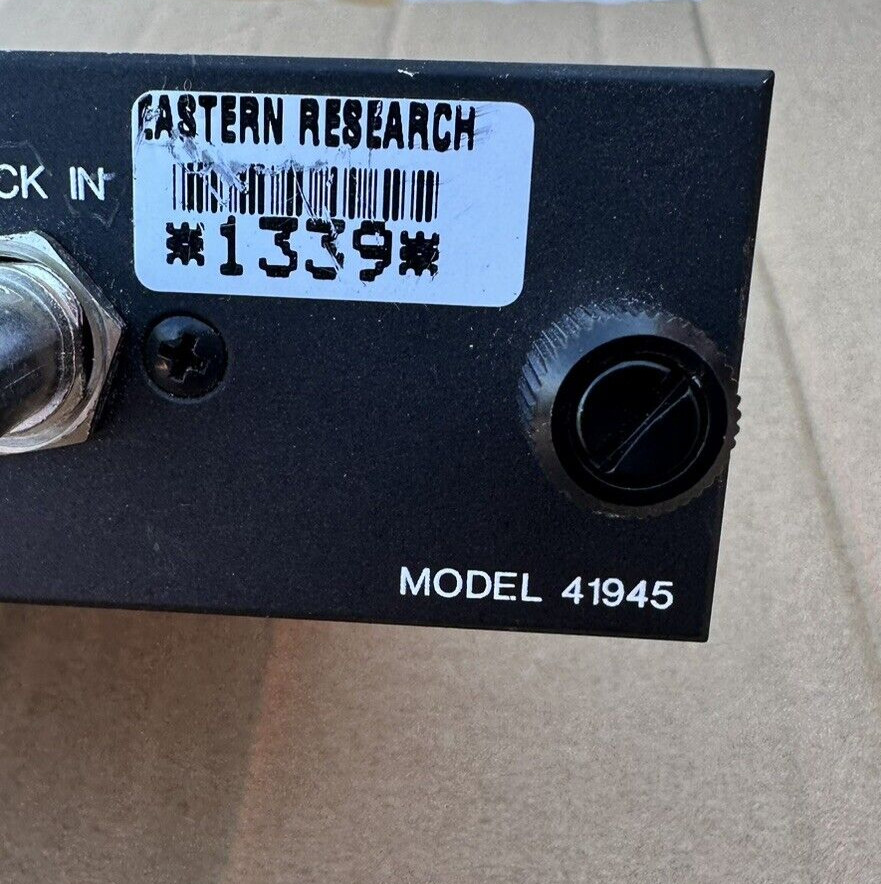 EASTERN RESEARCH
CK IN
*1339*
MODEL 41945